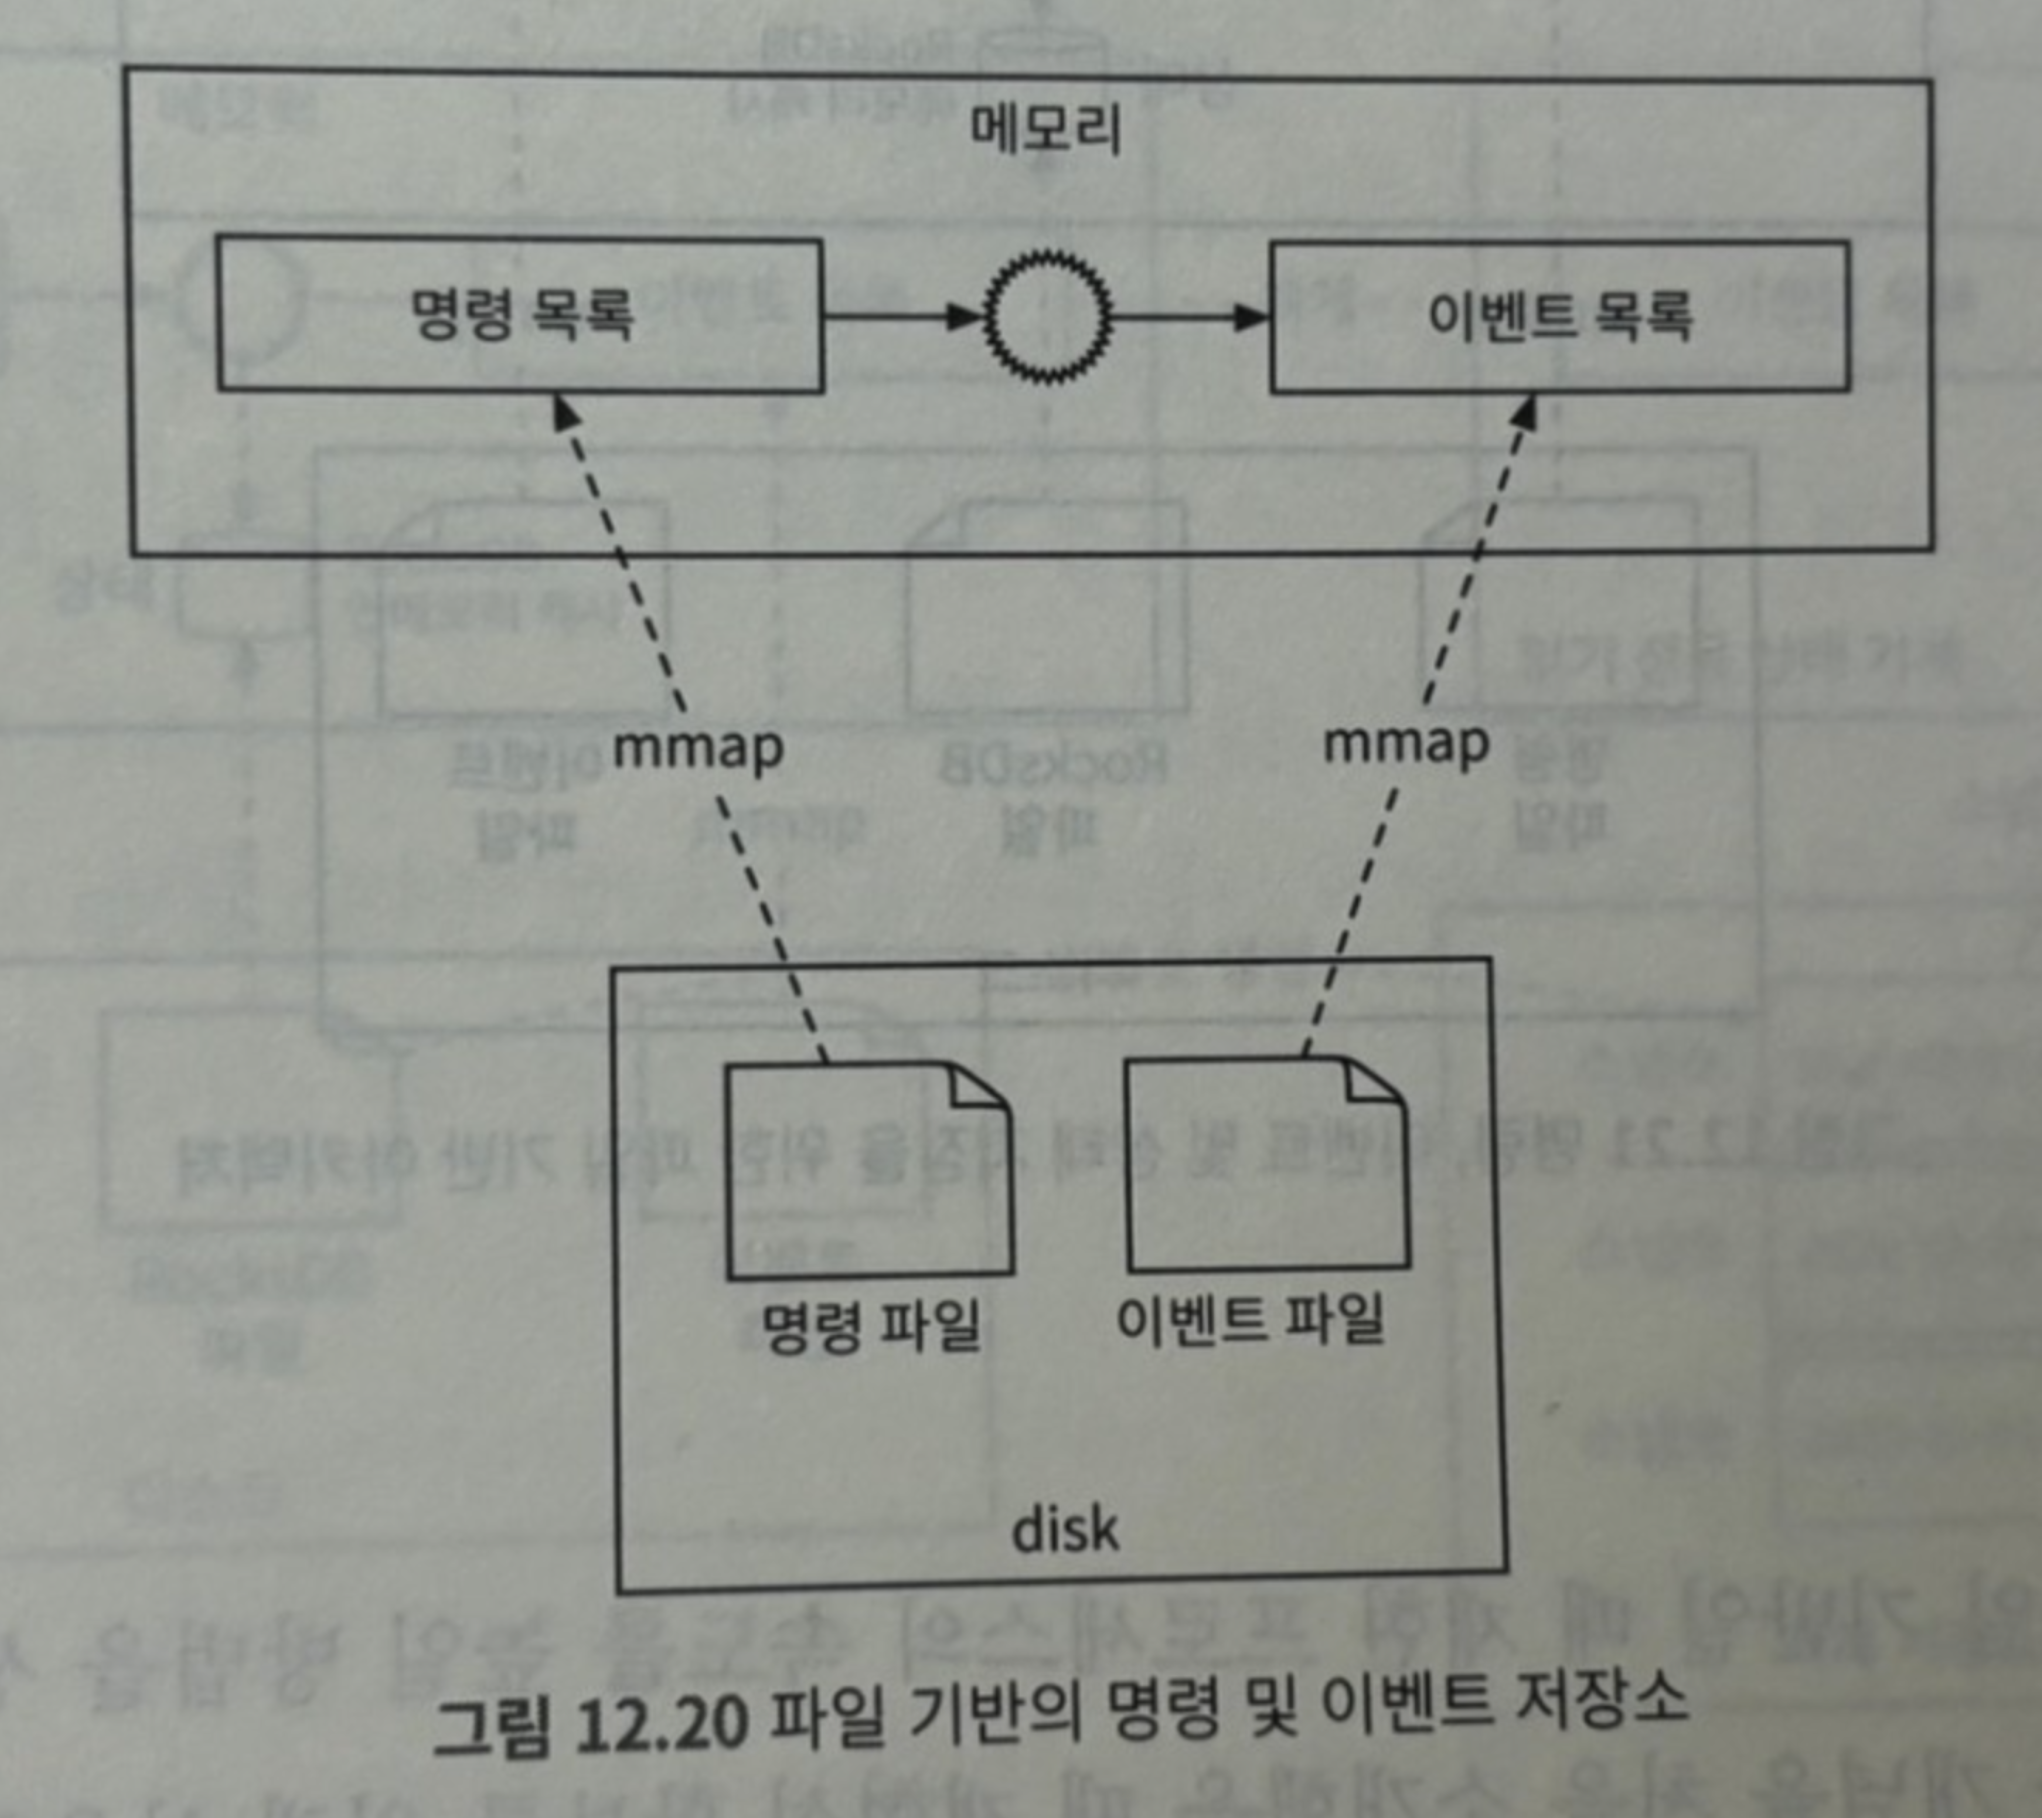 메모리
명령 목록
이벤트 목록
mmap
mmap
명령 파일
이벤트 파일
disk
그림 12.20 파일 기반의 명령 및 이벤트 저장소